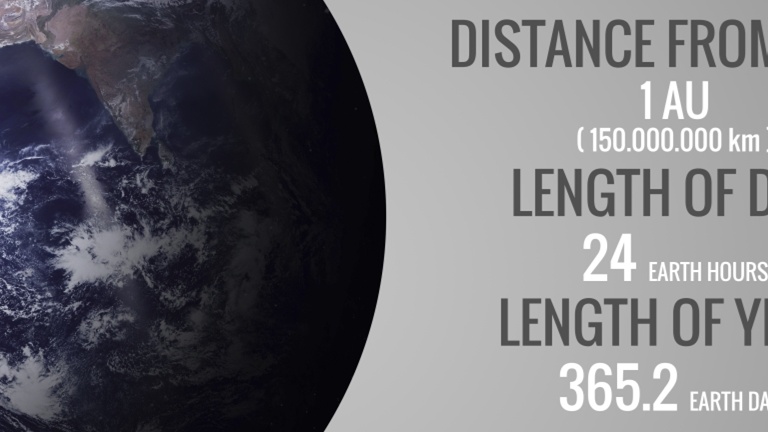 DISTANCE FROM
1 AU
( 150.000.000 km )
LENGTH OF D
24 EARTH HOURS
LENGTH OF Y
365.2 EARTH DA